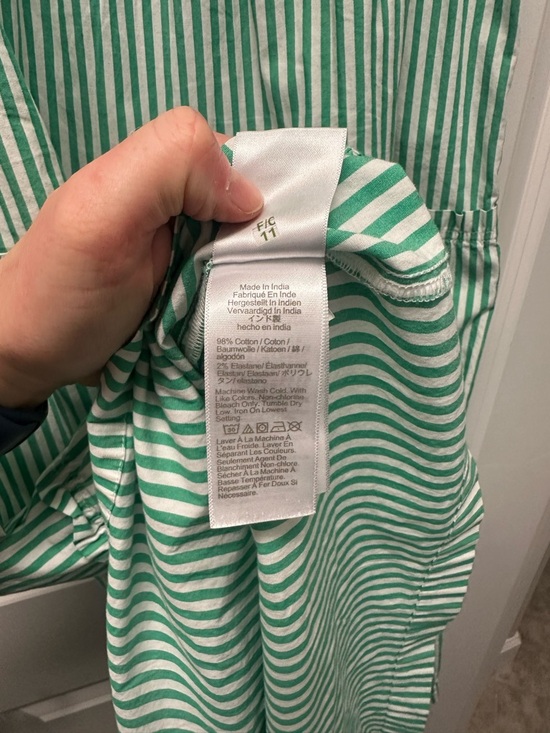 F/C
11
Made In India
Fabriqué En Inde
Hergestellt In Indien
Vervaardigd In India
インド製
hecho en india
98% Cotton / Coton /
Baumwolle / Katoen / 綿 /
algodón
2% Elastane/ Élasthanne/
Elastan/ Elastaan/ ポリウレ
タン/ elastano
Machine Wash Cold. With
Like Colors. Non-chlorine
Bleach Only. Tumble Dry
Low. Iron On Lowest
Setting.
30
Laver À La Machine À
L'eau Froide. Laver En
Séparant Les Couleurs.
Seulement Agent De
Blanchiment Non-chlore.
Sécher À La Machine À
Basse Température.
Repasser À Fer Doux Si
Nécessaire.